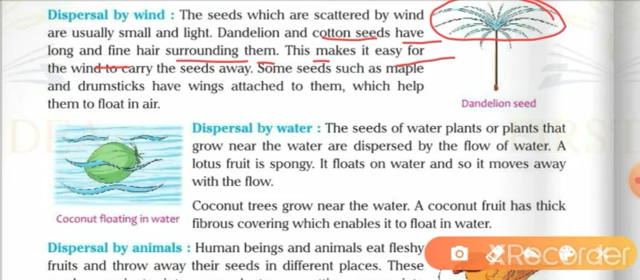 Dispersal by wind : The seeds which are scattered by wind
are usually small and light. Dandelion and cotton seeds have
long and fine hair surrounding them. This makes it easy for
the wind to carry the seeds away. Some seeds such as maple
and drumsticks have wings attached to them, which help
them to float in air.
Dandelion seed
Dispersal by water : The seeds of water plants or plants that
grow near the water are dispersed by the flow of water. A
lotus fruit is spongy. It floats on water and so it moves away
with the flow.
Coconut trees grow near the water. A coconut fruit has thick
fibrous covering which enables it to float in water.
Coconut floating in water
Dispersal by animals : Human beings and animals eat fleshy
fruits and throw away their seeds in different places. These
XRecorder